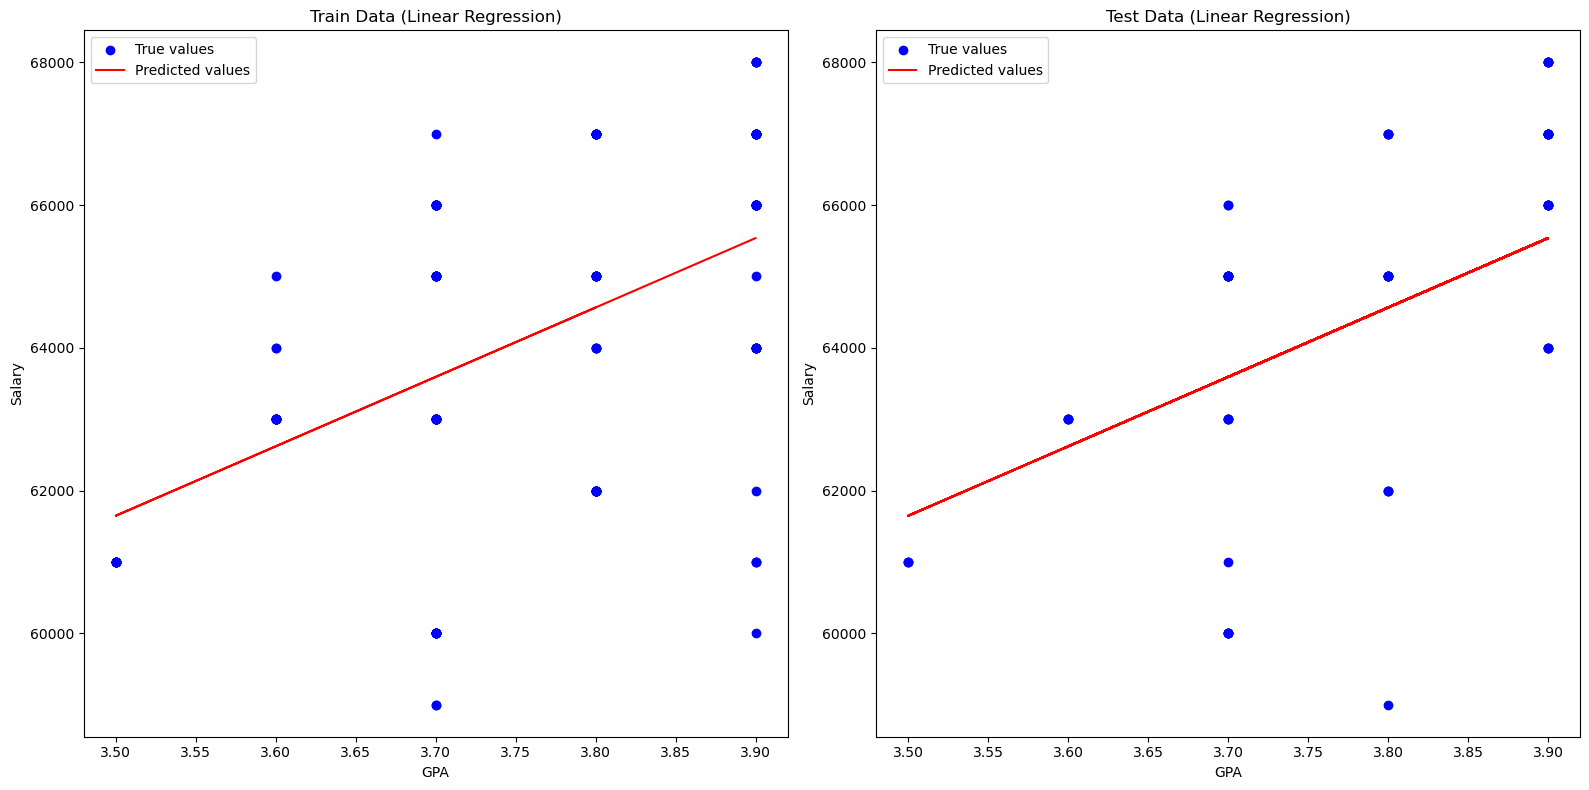 Train Data (Linear Regression)
True values
Predicted values
68000
66000
64000
62000
60000
Salary
3.50 3.55 3.60 3.65 3.70 3.75 3.80 3.85 3.90
GPA
Test Data (Linear Regression)
True values
Predicted values
68000
66000
64000
62000
60000
Salary
3.50 3.55 3.60 3.65 3.70 3.75 3.80 3.85 3.90
GPA